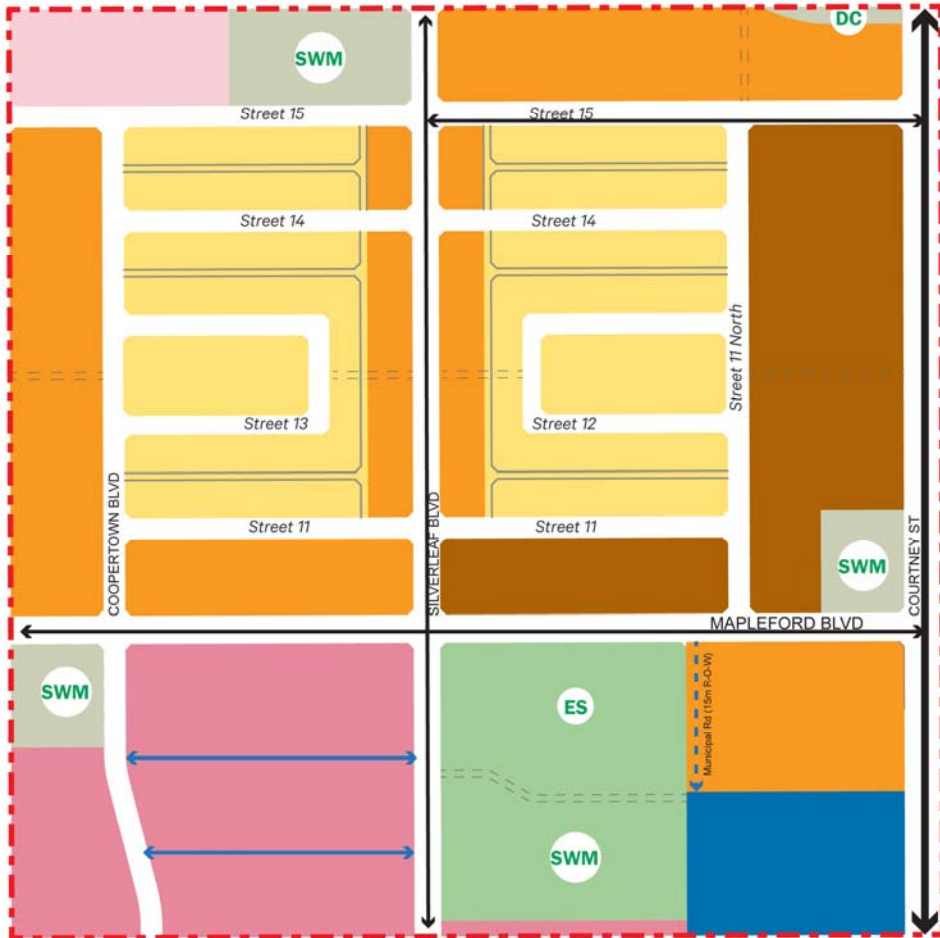 DC
SWM
Street 15
Street 15
Street 14
Street 14
Street 11 North
Street 13
Street 12
COOPERTOWN BLVD
SILVERLEAF BLVD
COURTNEY ST
Street 11
Street 11
SWM
MAPLEFORD BLVD
SWM
ES
Municipal Rd (15m R-O-W)
SWM